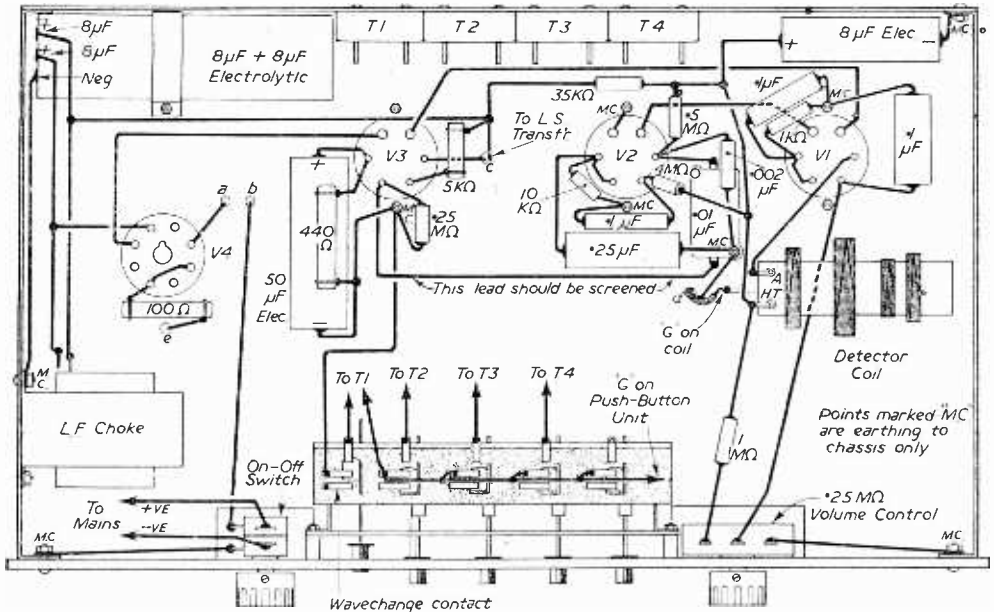 8µF
8µF
Neg
8µF + 8µF
Electrolytic
T1
T2
T3
T4
+
8µF Elec
−
MC
35KΩ
MC
·5
MΩ
·1µF
MC
1kΩ
·1
µF
To L S
Transfr
V3
5KΩ
c
V2
V1
·1MΩ
·002
µF
a
b
440
Ω
·25
MΩ
10
KΩ
MC
·1µF
·01
µF
V4
·25µF
MC
A
HT
100Ω
50
µF
Elec
This lead should be screened
e
"G" on
coil
Detector
Coil
M
C
To T1
To T2
To T3
To T4
"G" on
Push-Button
Unit
Points marked "MC"
are earthing to
chassis only
L F Choke
1
MΩ
On-Off
Switch
+VE
To
Mains
−VE
·25 MΩ
Volume Control
M.C
MC
Wavechange contact